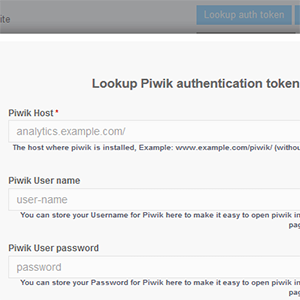 ite
Lookup auth token
Lookup Piwik authentication token
Piwik Host *
analytics.example.com/
The host where piwik is installed, Example: www.example.com/piwik/ (withou
Piwik User name
user-name
You can store your Username for Piwik here to make it easy to open piwik in
pag
Piwik User password
password
You can store your Password for Piwik here to make it easy to open piwik in
pag